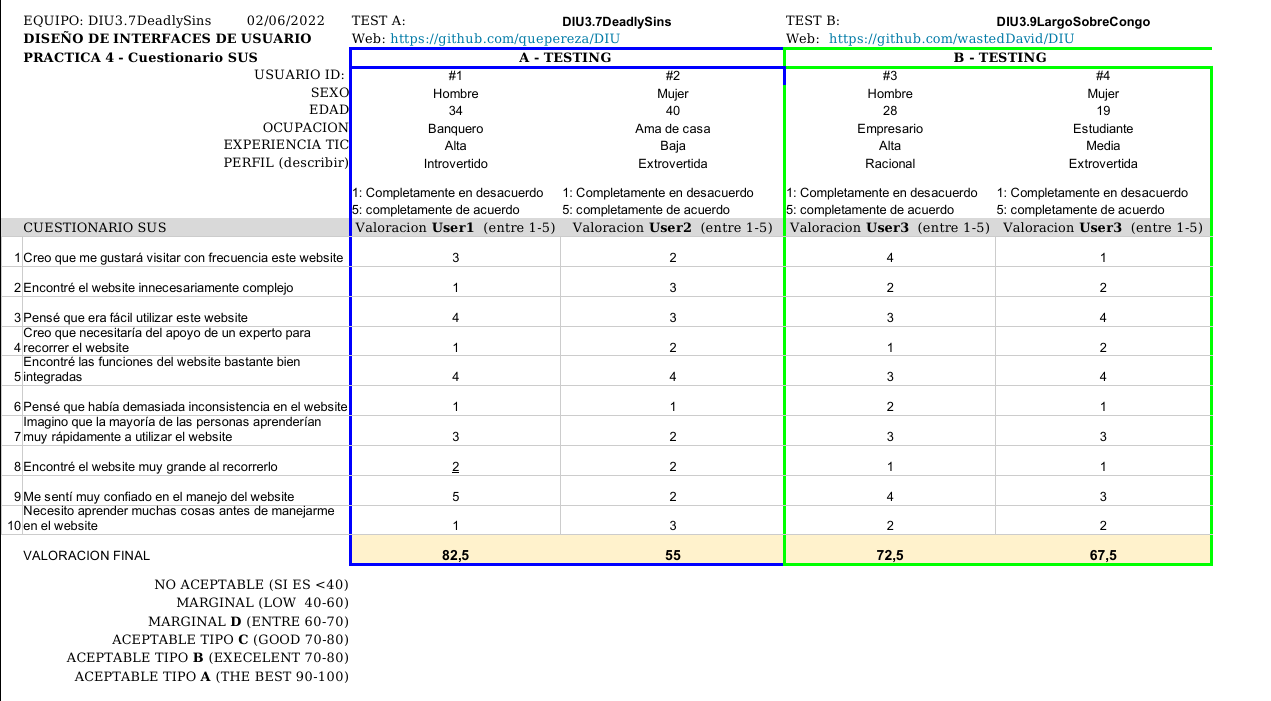 EQUIPO: DIU3.7DeadlySins 02/06/2022 TEST A: DIU3.7DeadlySins TEST B: DIU3.9LargoSobreCongo
DISEÑO DE INTERFACES DE USUARIO Web: https://github.com/quepereza/DIU Web: https://github.com/wastedDavid/DIU
PRACTICA 4 - Cuestionario SUS A - TESTING B - TESTING
USUARIO ID: #1 #2 #3 #4
SEXO Hombre Mujer Hombre Mujer
EDAD 34 40 28 19
OCUPACION Banquero Ama de casa Empresario Estudiante
EXPERIENCIA TIC Alta Baja Alta Media
PERFIL (describir) Introvertido Extrovertida Racional Extrovertida
1: Completamente en desacuerdo 1: Completamente en desacuerdo 1: Completamente en desacuerdo 1: Completamente en desacuerdo
5: completamente de acuerdo 5: completamente de acuerdo 5: completamente de acuerdo 5: completamente de acuerdo
CUESTIONARIO SUS Valoracion User1 (entre 1-5) Valoracion User2 (entre 1-5) Valoracion User3 (entre 1-5) Valoracion User3 (entre 1-5)
1 Creo que me gustará visitar con frecuencia este website 3 2 4 1
2 Encontré el website innecesariamente complejo 1 3 2 2
3 Pensé que era fácil utilizar este website 4 3 3 4
Creo que necesitaría del apoyo de un experto para
4 recorrer el website 1 2 1 2
Encontré las funciones del website bastante bien
5 integradas 4 4 3 4
6 Pensé que había demasiada inconsistencia en el website 1 1 2 1
Imagino que la mayoría de las personas aprenderían
7 muy rápidamente a utilizar el website 3 2 3 3
8 Encontré el website muy grande al recorrerlo 2 2 1 1
9 Me sentí muy confiado en el manejo del website 5 2 4 3
Necesito aprender muchas cosas antes de manejarme
10 en el website 1 3 2 2
VALORACION FINAL 82,5 55 72,5 67,5
NO ACEPTABLE (SI ES <40)
MARGINAL (LOW 40-60)
MARGINAL D (ENTRE 60-70)
ACEPTABLE TIPO C (GOOD 70-80)
ACEPTABLE TIPO B (EXECELENT 70-80)
ACEPTABLE TIPO A (THE BEST 90-100)